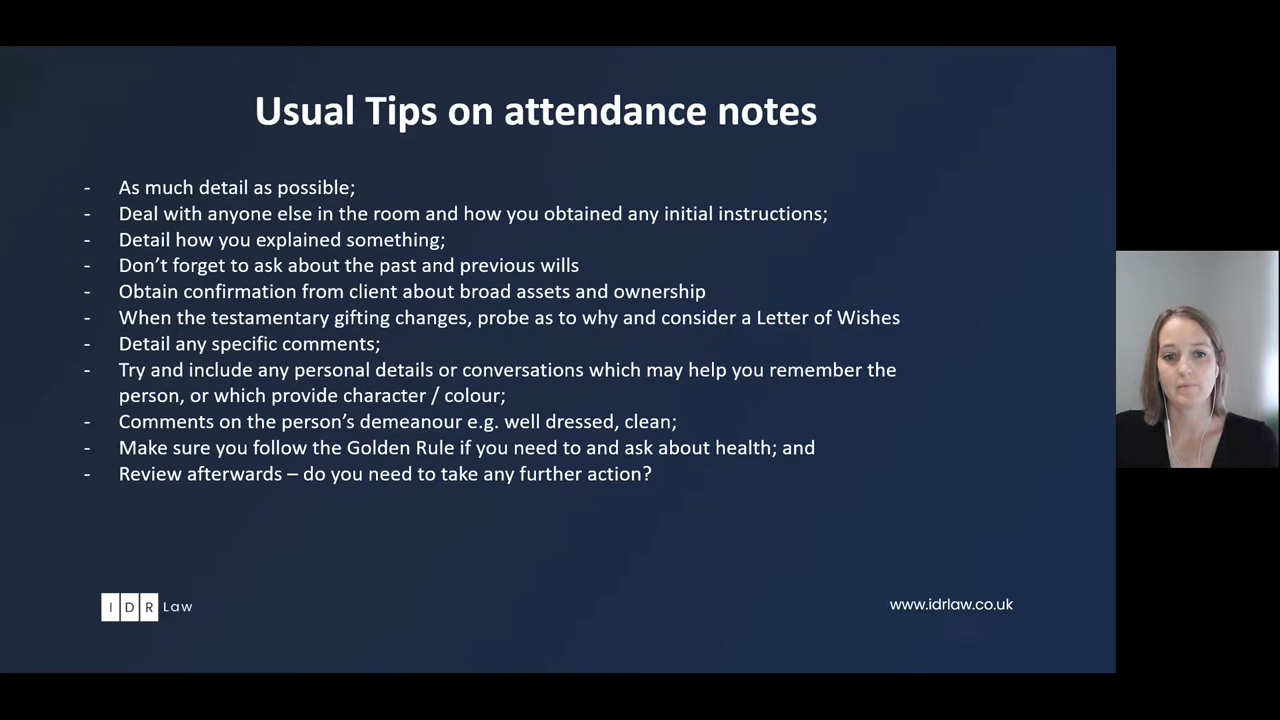 Usual Tips on attendance notes
- As much detail as possible;
- Deal with anyone else in the room and how you obtained any initial instructions;
- Detail how you explained something;
- Don’t forget to ask about the past and previous wills
- Obtain confirmation from client about broad assets and ownership
- When the testamentary gifting changes, probe as to why and consider a Letter of Wishes
- Detail any specific comments;
- Try and include any personal details or conversations which may help you remember the
person, or which provide character / colour;
- Comments on the person’s demeanour e.g. well dressed, clean;
- Make sure you follow the Golden Rule if you need to and ask about health; and
- Review afterwards – do you need to take any further action?
IDR Law
www.idrlaw.co.uk